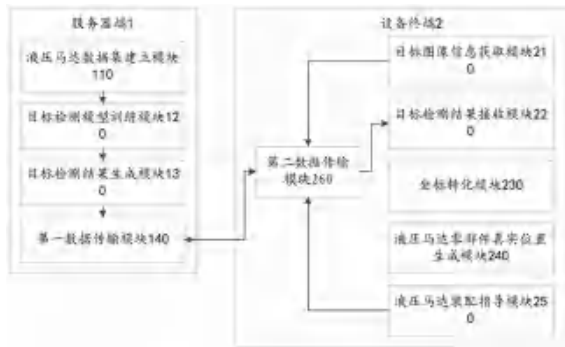 服务器端1
液压马达数据集建立模块
110
目标检测模型训练模块12
0
目标检测结果生成模块13
0
第一数据传输模块140
设备终端2
目标图像信息获取模块21
0
目标检测结果接收模块22
0
第二数据传输
模块260
坐标转化模块230
液压马达零部件真实位置
生成模块240
液压马达装配指导模块25
0